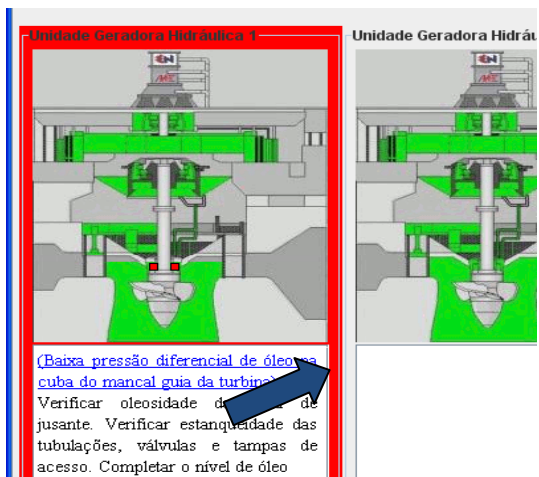 Unidade Geradora Hidráulica 1
Unidade Geradora Hidráu
(Baixa pressão diferencial de óleo na
cuba do mancal guia da turbina)
Verificar oleosidade de
jusante. Verificar estanqueidade das
tubulações, válvulas e tampas de
acesso. Completar o nível de óleo